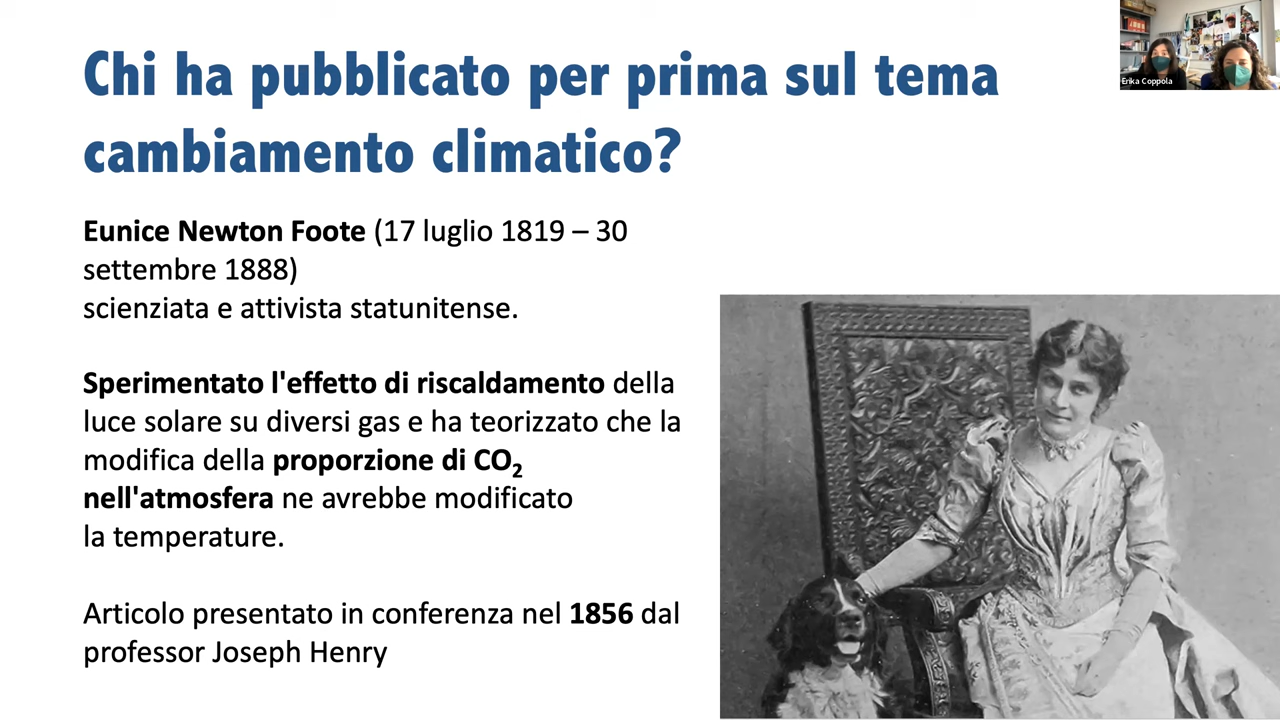 Chi ha pubblicato per prima sul tema
cambiamento climatico?
Erika Coppola
Eunice Newton Foote (17 luglio 1819 – 30
settembre 1888)
scienziata e attivista statunitense.
Sperimentato l'effetto di riscaldamento della
luce solare su diversi gas e ha teorizzato che la
modifica della proporzione di CO₂
nell'atmosfera ne avrebbe modificato
la temperature.
Articolo presentato in conferenza nel 1856 dal
professor Joseph Henry